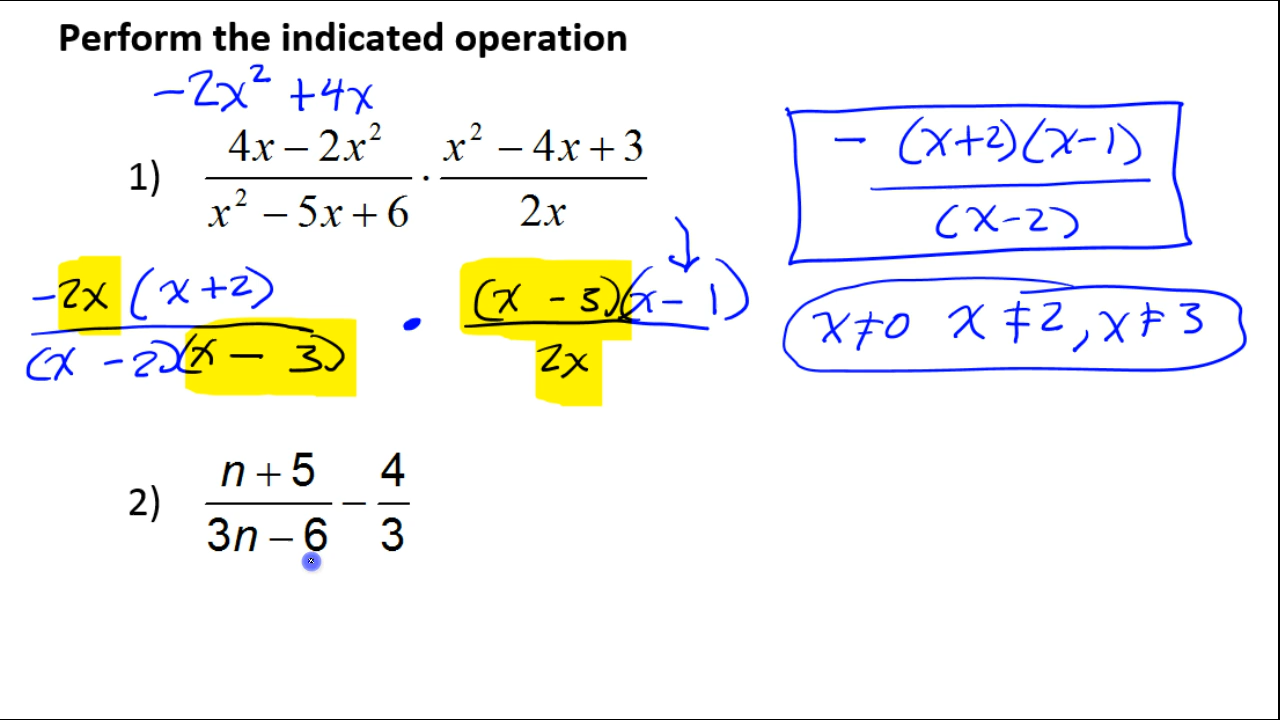 Perform the indicated operation
-2x² +4x
1) (4x − 2x²)/(x² − 5x + 6) · (x² − 4x + 3)/(2x)
− ((x+2)(x−1))/((x−2))
(-2x(x+2))/((x−2)(x−3)) • ((x−3)(x−1))/(2x)
x≠0 x≠2, x≠3
2) (n+5)/(3n−6) − 4/3